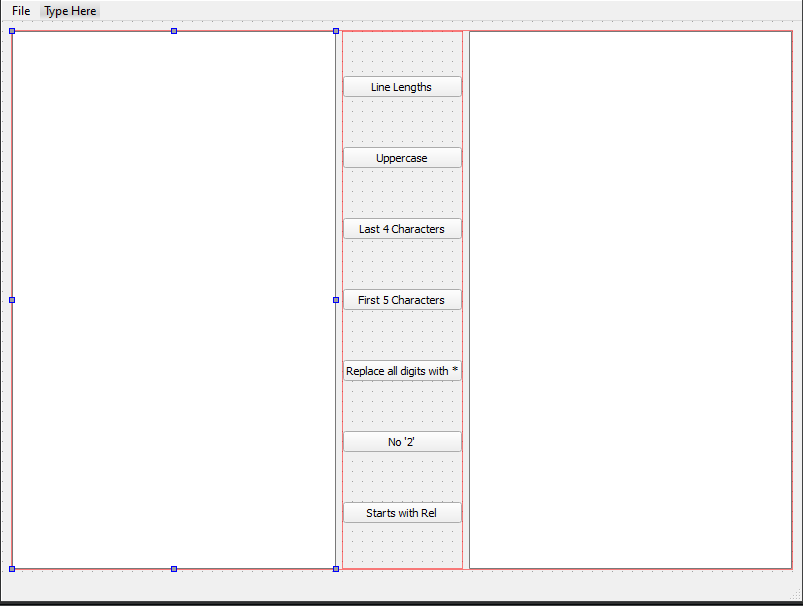 File Type Here
Line Lengths
Uppercase
Last 4 Characters
First 5 Characters
Replace all digits with *
No '2'
Starts with Rel